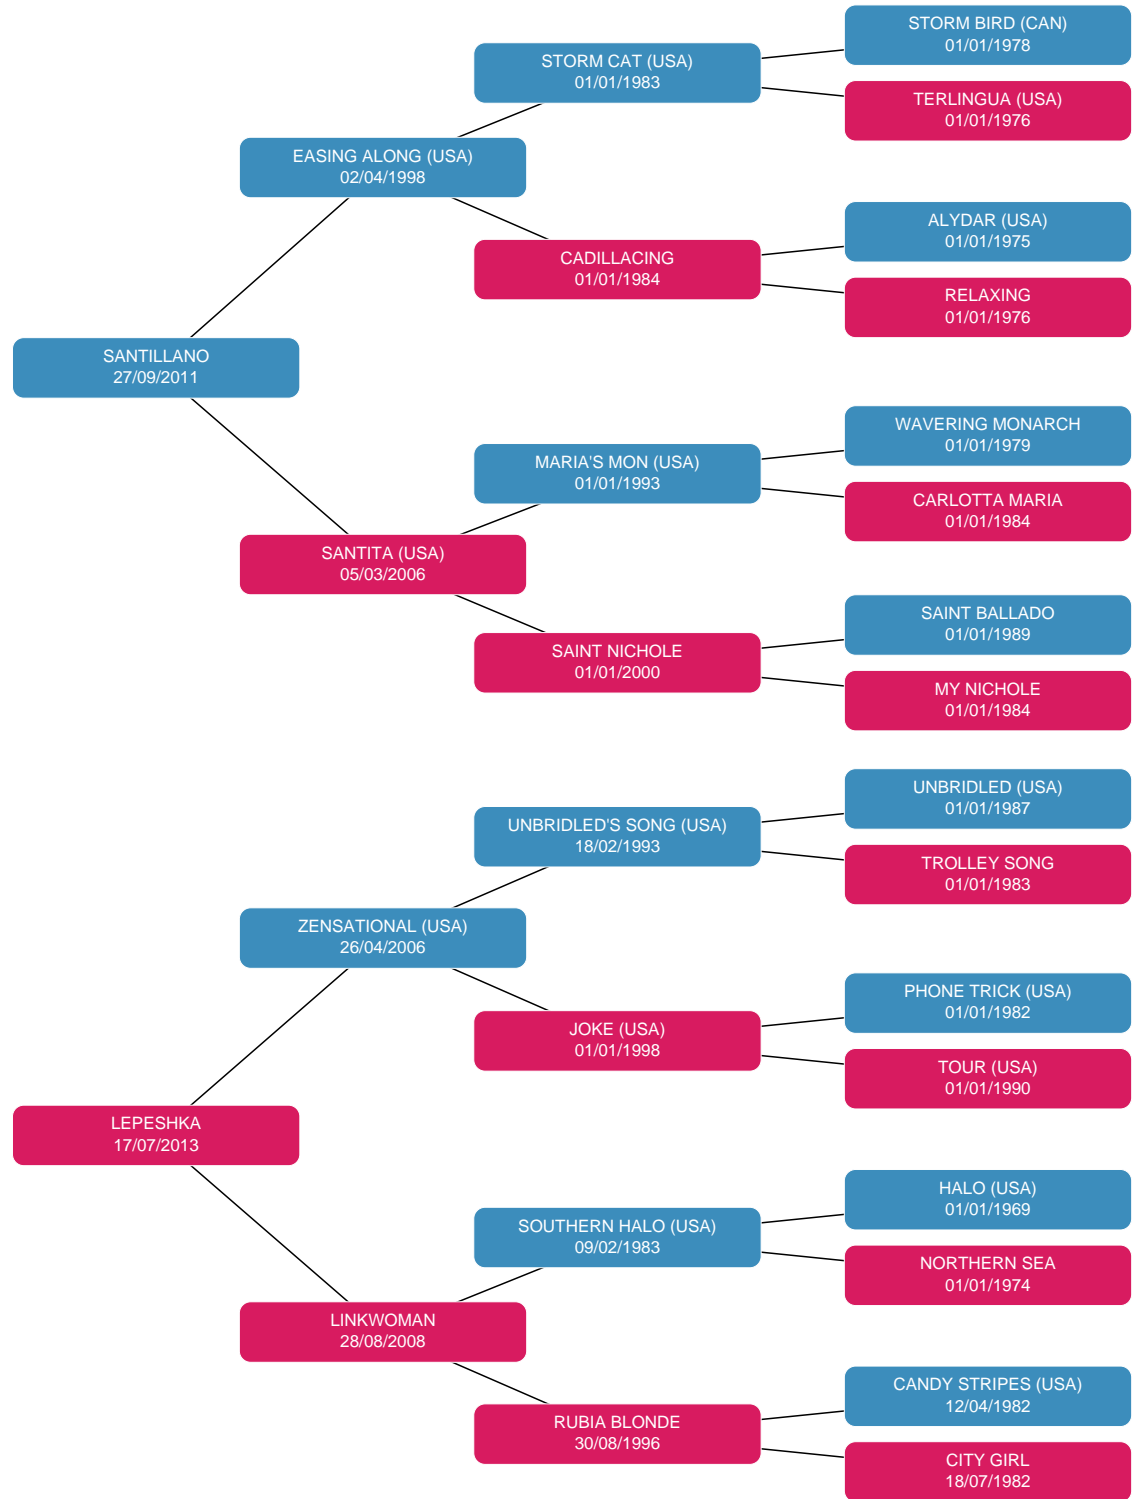 STORM BIRD (CAN)
01/01/1978
STORM CAT (USA)
01/01/1983
TERLINGUA (USA)
01/01/1976
EASING ALONG (USA)
02/04/1998
ALYDAR (USA)
01/01/1975
CADILLACING
01/01/1984
RELAXING
01/01/1976
SANTILLANO
27/09/2011
WAVERING MONARCH
01/01/1979
MARIA'S MON (USA)
01/01/1993
CARLOTTA MARIA
01/01/1984
SANTITA (USA)
05/03/2006
SAINT BALLADO
01/01/1989
SAINT NICHOLE
01/01/2000
MY NICHOLE
01/01/1984
UNBRIDLED (USA)
01/01/1987
UNBRIDLED'S SONG (USA)
18/02/1993
TROLLEY SONG
01/01/1983
ZENSATIONAL (USA)
26/04/2006
PHONE TRICK (USA)
01/01/1982
JOKE (USA)
01/01/1998
TOUR (USA)
01/01/1990
LEPESHKA
17/07/2013
HALO (USA)
01/01/1969
SOUTHERN HALO (USA)
09/02/1983
NORTHERN SEA
01/01/1974
LINKWOMAN
28/08/2008
CANDY STRIPES (USA)
12/04/1982
RUBIA BLONDE
30/08/1996
CITY GIRL
18/07/1982